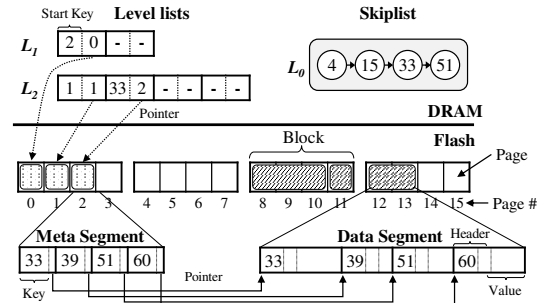 Level lists
Skiplist
Start Key
L1 2 0 - -
L0 4 15 33 51
L2 1 1 33 2 - - - -
Pointer
DRAM
Flash
Block
Page
0 1 2 3 4 5 6 7 8 9 10 11 12 13 14 15 Page #
Meta Segment
Data Segment
Header
33 39 51 60
33 39 51 60
Key
Pointer
Value